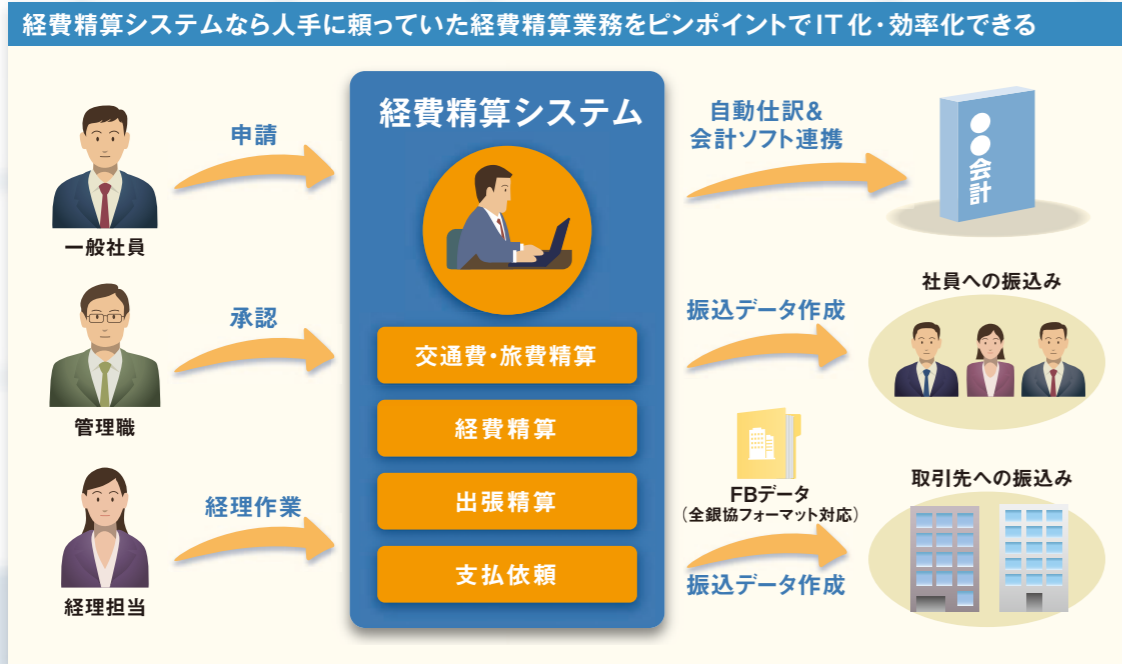 経費精算システムなら人手に頼っていた経費精算業務をピンポイントでIT化・効率化できる
申請
一般社員
承認
管理職
経理作業
経理担当
経費精算システム
交通費・旅費精算
経費精算
出張精算
支払依頼
自動仕訳&
会計ソフト連携
●●会計
振込データ作成
社員への振込み
FBデータ
(全銀協フォーマット対応)
振込データ作成
取引先への振込み